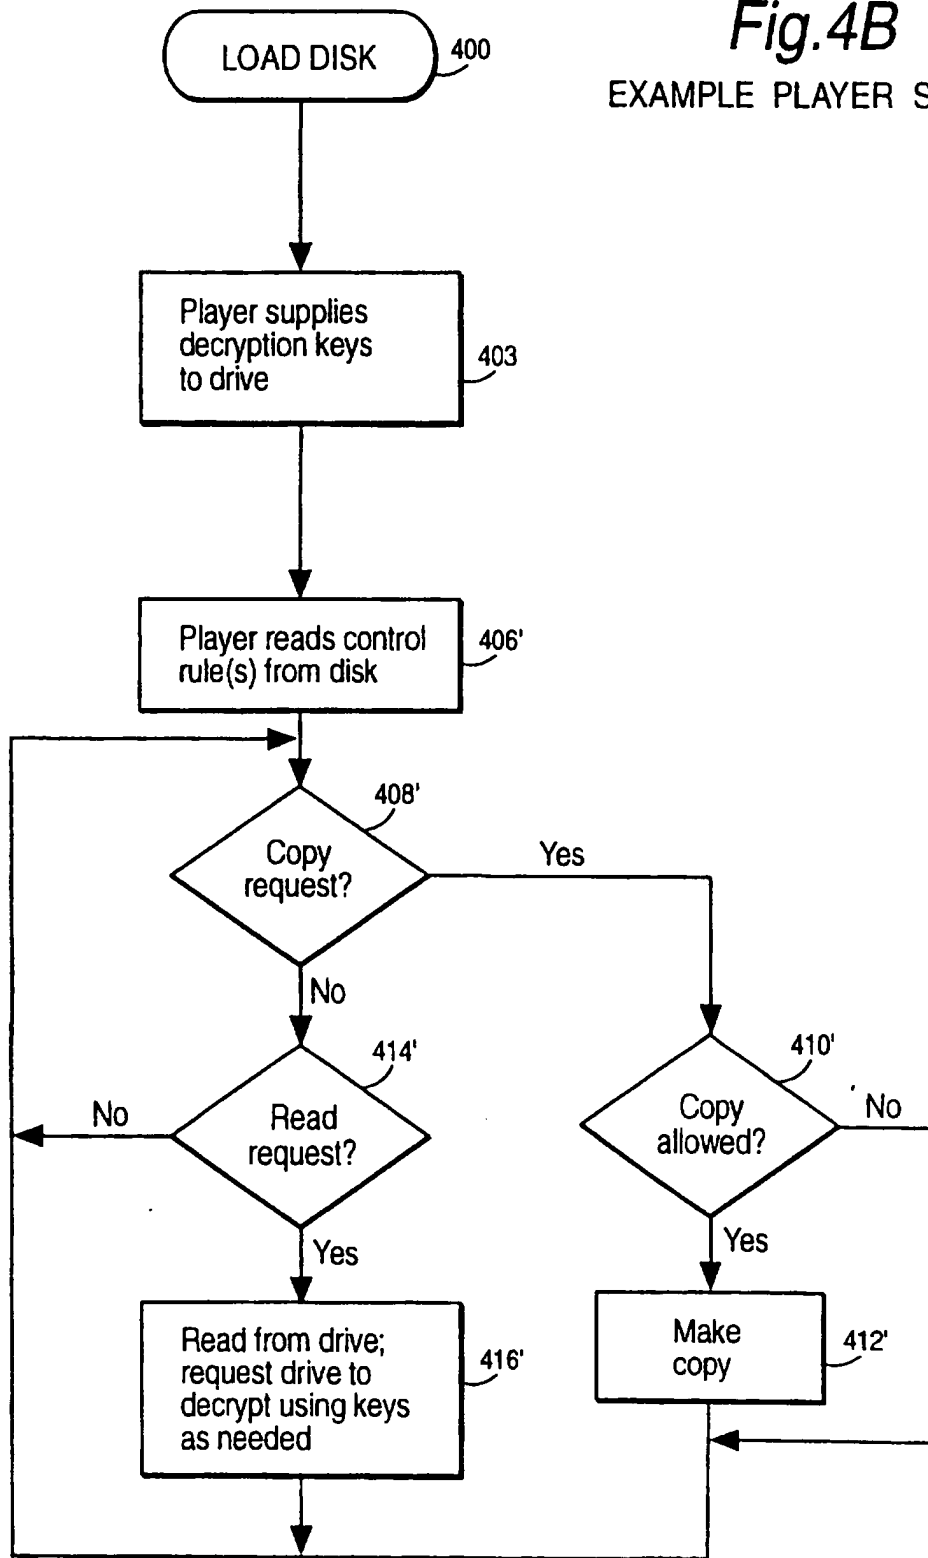 Fig.4B
EXAMPLE PLAYER S
LOAD DISK
400
Player supplies
decryption keys
to drive
403
Player reads control
rule(s) from disk
406'
408'
Copy
request?
Yes
No
414'
Read
request?
No
Yes
410'
Copy
allowed?
No
Yes
Read from drive;
request drive to
decrypt using keys
as needed
416'
Make
copy
412'